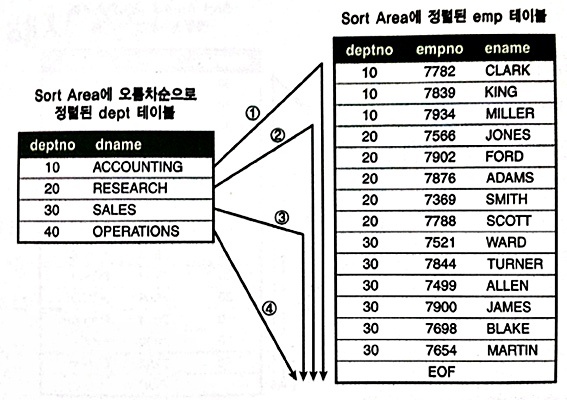 Sort Area에 정렬된 emp 테이블
deptno empno ename
10 7782 CLARK
10 7839 KING
10 7934 MILLER
20 7566 JONES
20 7902 FORD
20 7876 ADAMS
20 7369 SMITH
20 7788 SCOTT
30 7521 WARD
30 7844 TURNER
30 7499 ALLEN
30 7900 JAMES
30 7698 BLAKE
30 7654 MARTIN
EOF
Sort Area에 오름차순으로
정렬된 dept 테이블
deptno dname
10 ACCOUNTING
20 RESEARCH
30 SALES
40 OPERATIONS
①
②
③
④